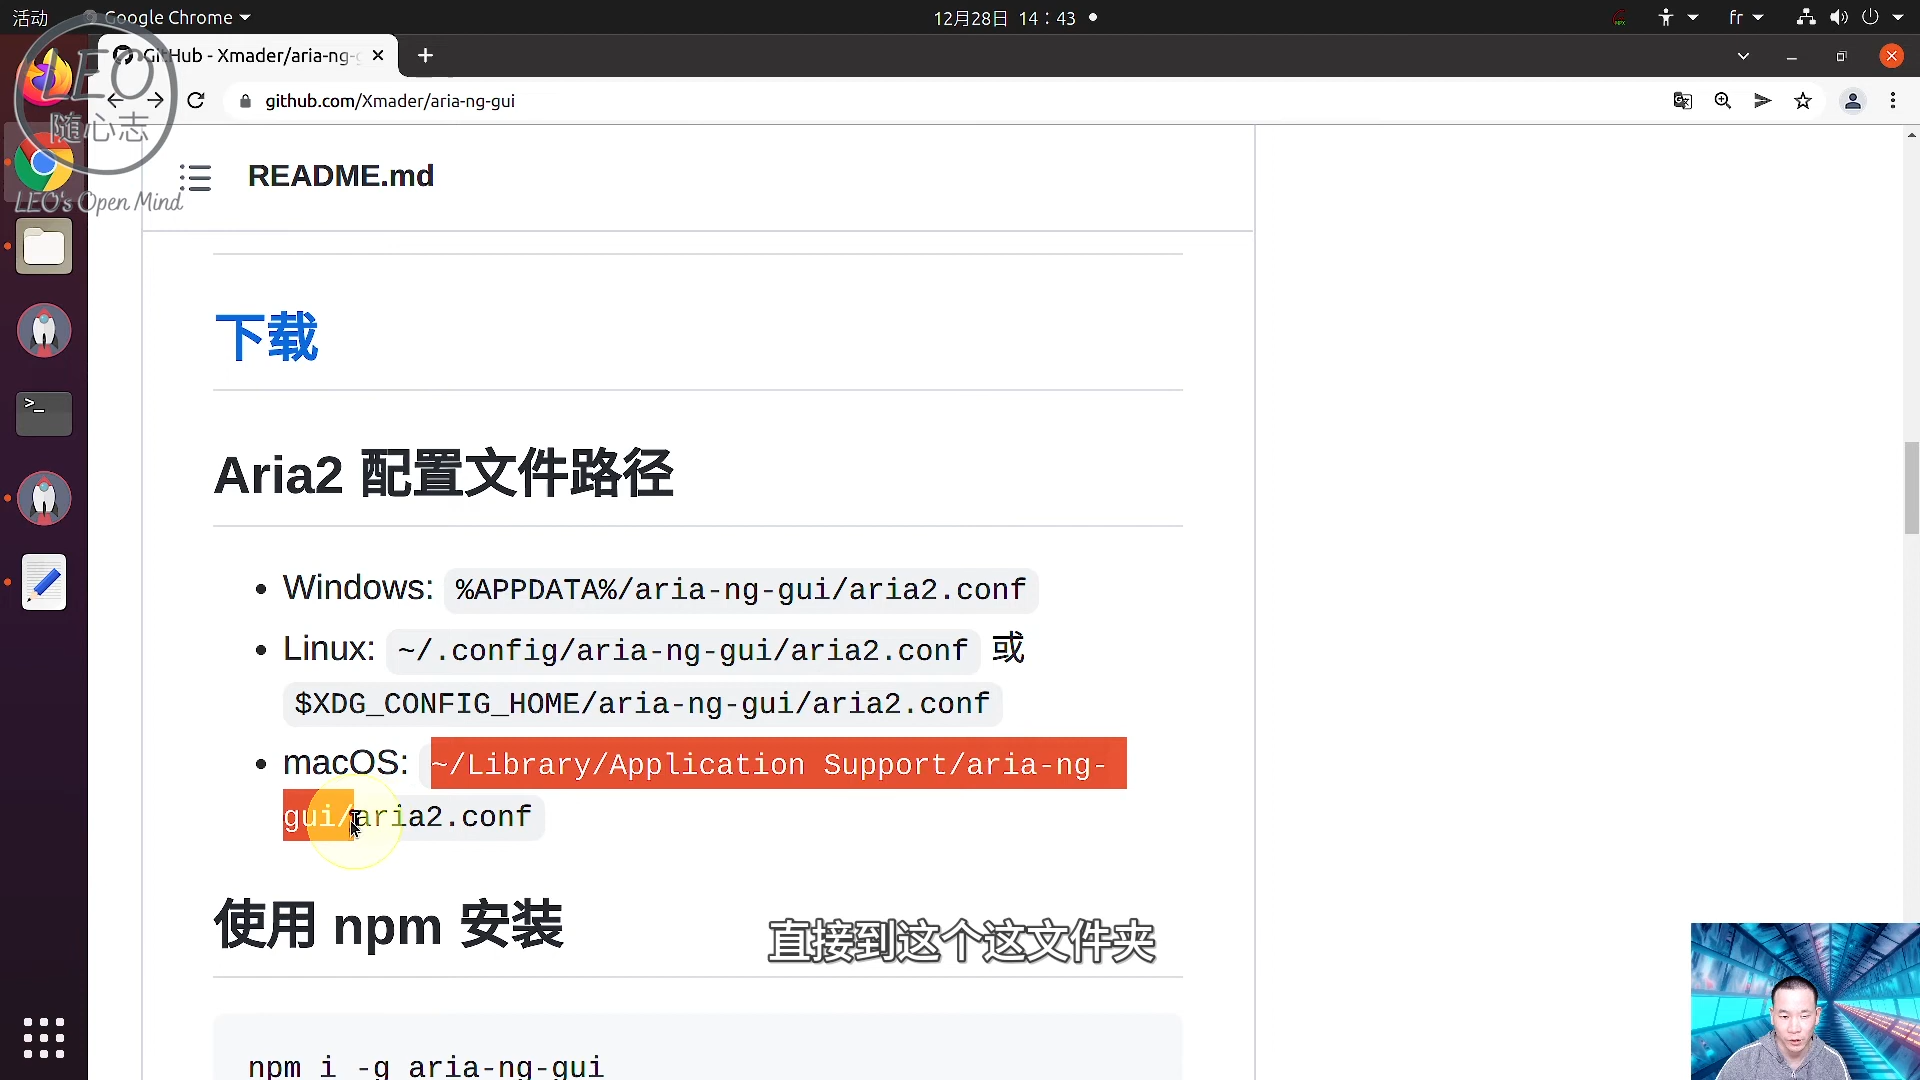 活动
Google Chrome
12月28日 14：43
fr
GitHub - Xmader/aria-ng-g
LEO
随心志
LEO's Open Mind
github.com/Xmader/aria-ng-gui
README.md
下载
Aria2 配置文件路径
Windows: %APPDATA%/aria-ng-gui/aria2.conf
Linux: ~/.config/aria-ng-gui/aria2.conf 或
$XDG_CONFIG_HOME/aria-ng-gui/aria2.conf
macOS: ~/Library/Application Support/aria-ng-
gui/aria2.conf
使用 npm 安装
直接到这个这文件夹
npm i -g aria-ng-gui